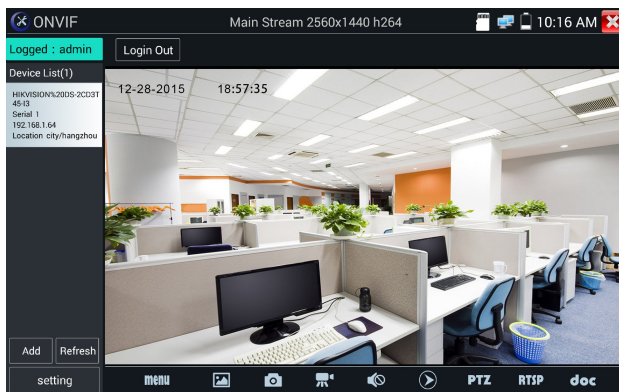 ONVIF
Main Stream 2560x1440 h264
10:16 AM
Logged : admin
Login Out
Device List(1)
HIKVISION%20DS-2CD3T
45-I3
Serial 1
192.168.1.64
Location city/hangzhou
12-28-2015 18:57:35
Add
Refresh
setting
menu
PTZ
RTSP
doc